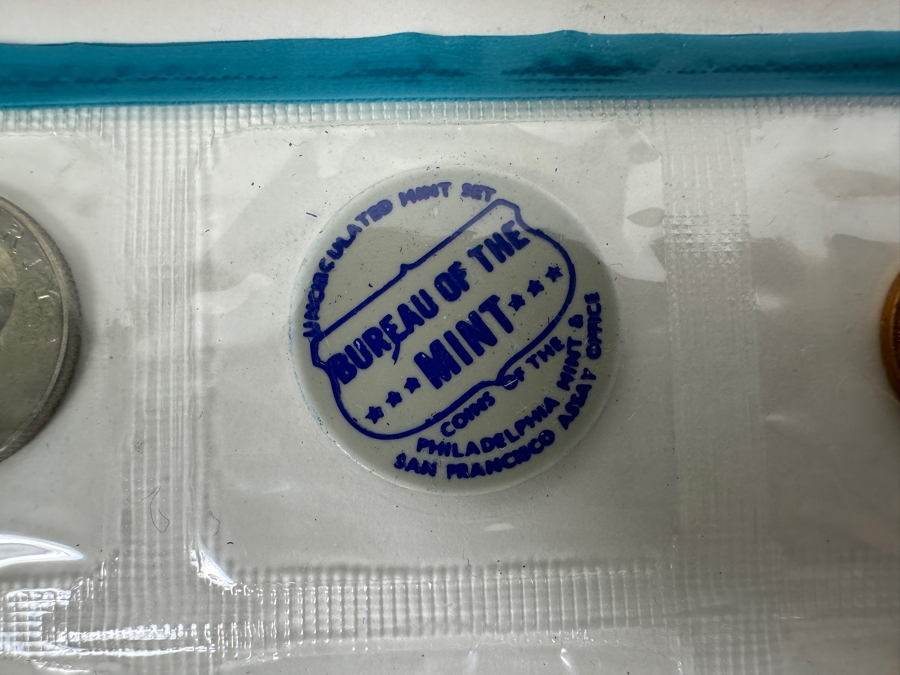 UNCIRCULATED MINT SET
BUREAU OF THE
MINT
COINS OF THE
PHILADELPHIA MINT &
SAN FRANCISCO ASSAY OFFICE